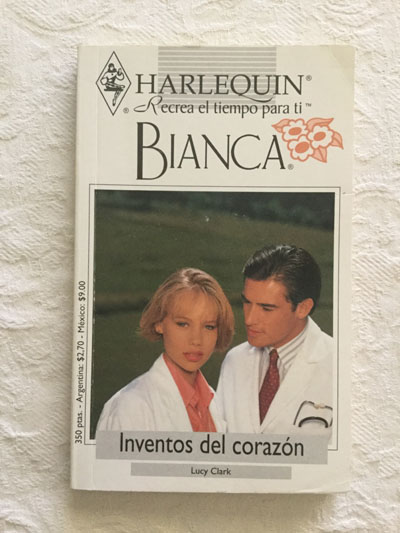 HARLEQUIN®
Recrea el tiempo para ti™
BIANCA®
350 ptas. - Argentina: $2,70 - México: $9.00
Inventos del corazón
Lucy Clark